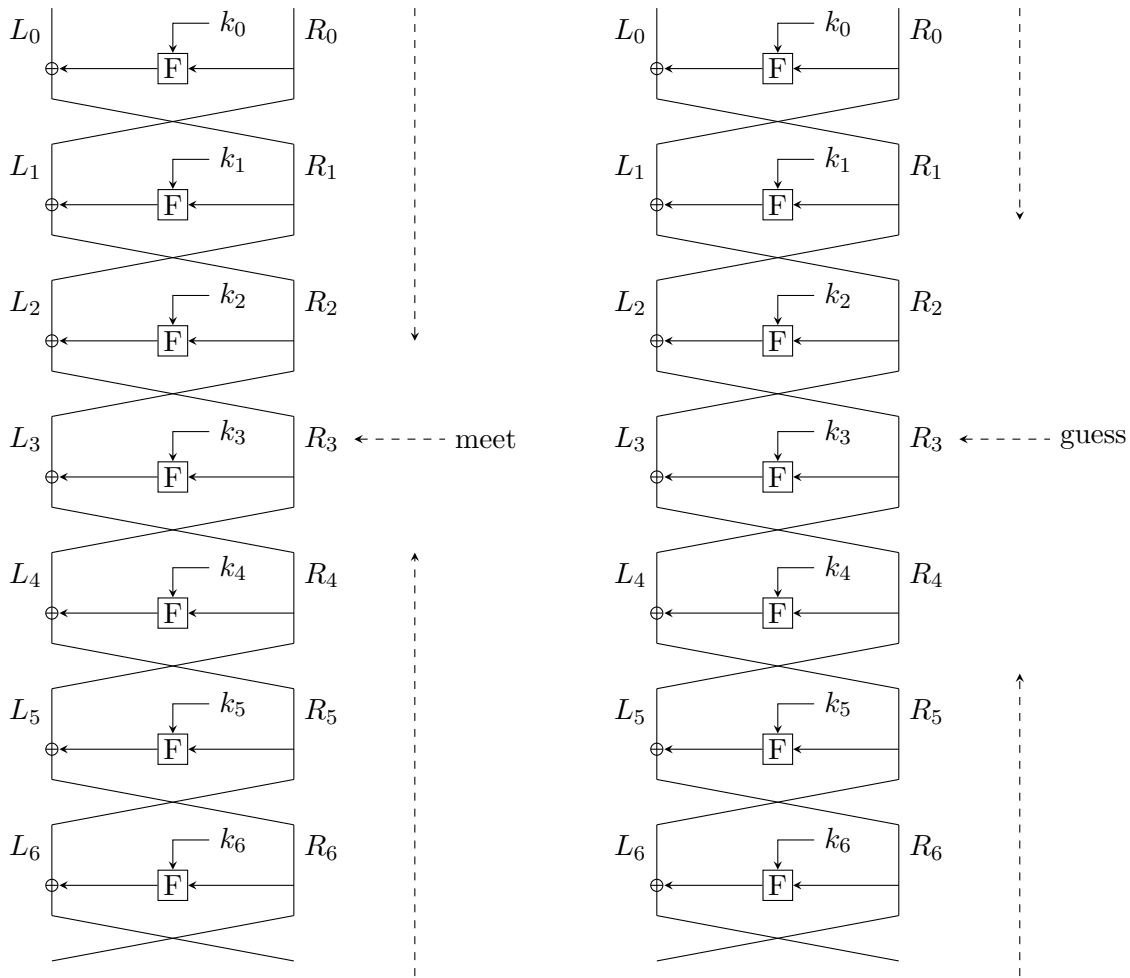 L₀ k₀ R₀ L₀ k₀ R₀
F F
L₁ k₁ R₁ L₁ k₁ R₁
F F
L₂ k₂ R₂ L₂ k₂ R₂
F F
L₃ k₃ R₃ meet L₃ k₃ R₃ guess
F F
L₄ k₄ R₄ L₄ k₄ R₄
F F
L₅ k₅ R₅ L₅ k₅ R₅
F F
L₆ k₆ R₆ L₆ k₆ R₆
F F